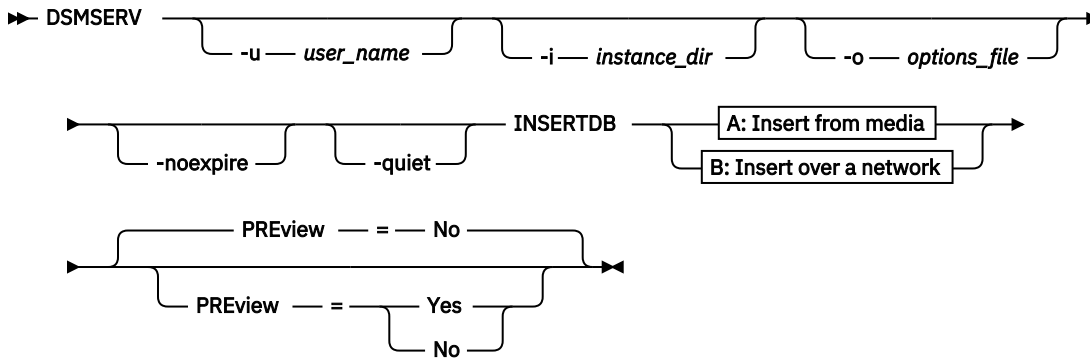 DSMSERV
-u user_name -i instance_dir -o options_file
INSERTDB A: Insert from media
-noexpire -quiet B: Insert over a network
PREview = No
PREview = Yes
No